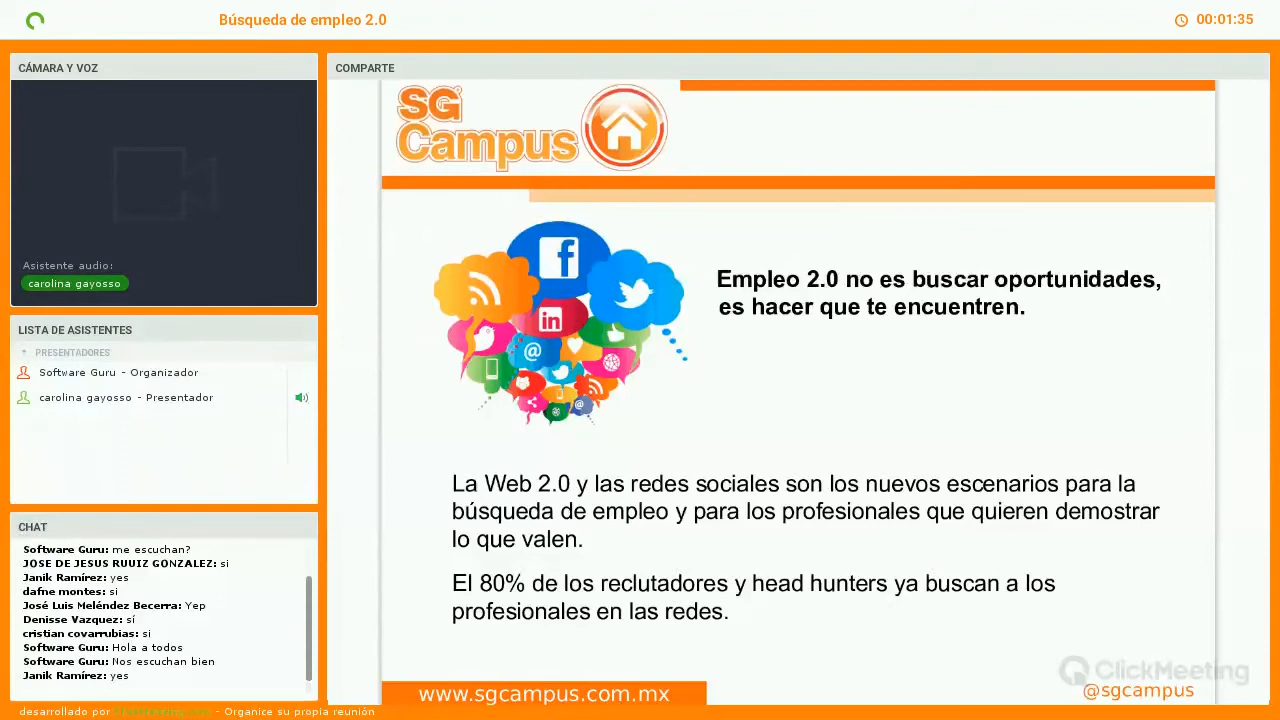 Búsqueda de empleo 2.0
00:01:35
CÁMARA Y VOZ
Asistente audio:
carolina gayosso
LISTA DE ASISTENTES
PRESENTADORES
Software Guru - Organizador
carolina gayosso - Presentador
CHAT
Software Guru: me escuchan?
JOSE DE JESUS RUUIZ GONZALEZ: si
Janik Ramírez: yes
dafne montes: si
José Luis Meléndez Becerra: Yep
Denisse Vazquez: sí
cristian covarrubias: si
Software Guru: Hola a todos
Software Guru: Nos escuchan bien
Janik Ramírez: yes
desarrollado por - Organice su propia reunión
COMPARTE
SG
Campus
Empleo 2.0 no es buscar oportunidades,
es hacer que te encuentren.
La Web 2.0 y las redes sociales son los nuevos escenarios para la
búsqueda de empleo y para los profesionales que quieren demostrar
lo que valen.
El 80% de los reclutadores y head hunters ya buscan a los
profesionales en las redes.
ClickMeeting
www.sgcampus.com.mx
@sgcampus